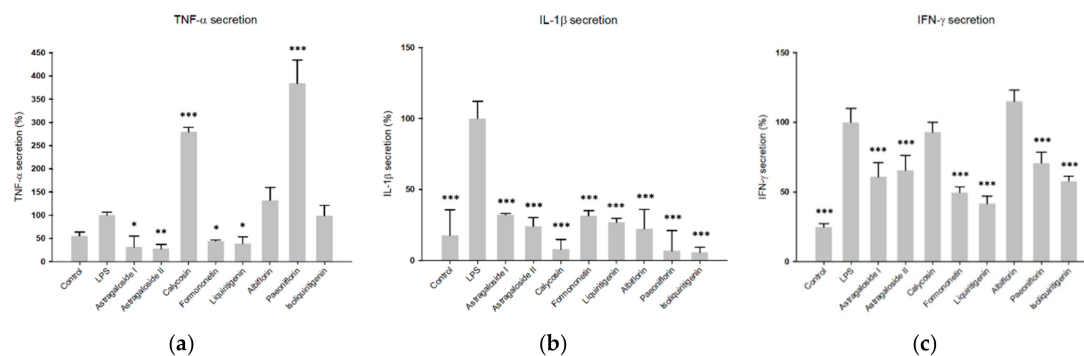 TNF-α secretion
TNF-α secretion (%)
450
400
350
300
250
200
150
100
50
0
*
**
***
*
*
***
Control
LPS
Astragaloside I
Astragaloside II
Calycosin
Formononetin
Liquiritigenin
Albiflorin
Paeoniflorin
Isoliquiritigenin
(a)
IL-1β secretion
IL-1β secretion (%)
150
100
50
0
***
***
***
***
***
***
***
***
***
Control
LPS
Astragaloside I
Astragaloside II
Calycosin
Formononetin
Liquiritigenin
Albiflorin
Paeoniflorin
Isoliquiritigenin
(b)
IFN-γ secretion
IFN-γ secretion (%)
150
100
50
0
***
***
***
***
***
***
***
Control
LPS
Astragaloside I
Astragaloside II
Calycosin
Formononetin
Liquiritigenin
Albiflorin
Paeoniflorin
Isoliquiritigenin
(c)